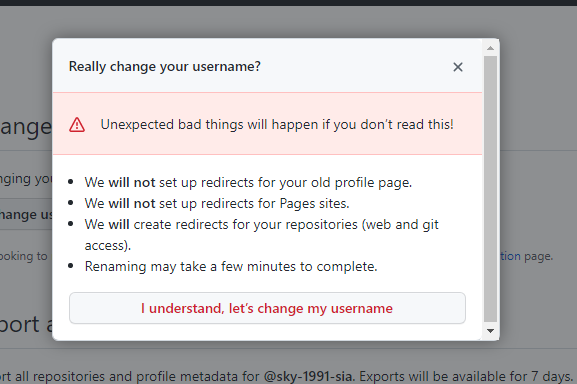 Really change your username?
Unexpected bad things will happen if you don't read this!
ange
nging you
We will not set up redirects for your old profile page.
We will not set up redirects for Pages sites.
hange us
We will create redirects for your repositories (web and git
access).
ooking to
tion page.
Renaming may take a few minutes to complete.
I understand, let's change my username
port a
rt all repositories and profile metadata for @sky-1991-sia. Exports will be available for 7 days.